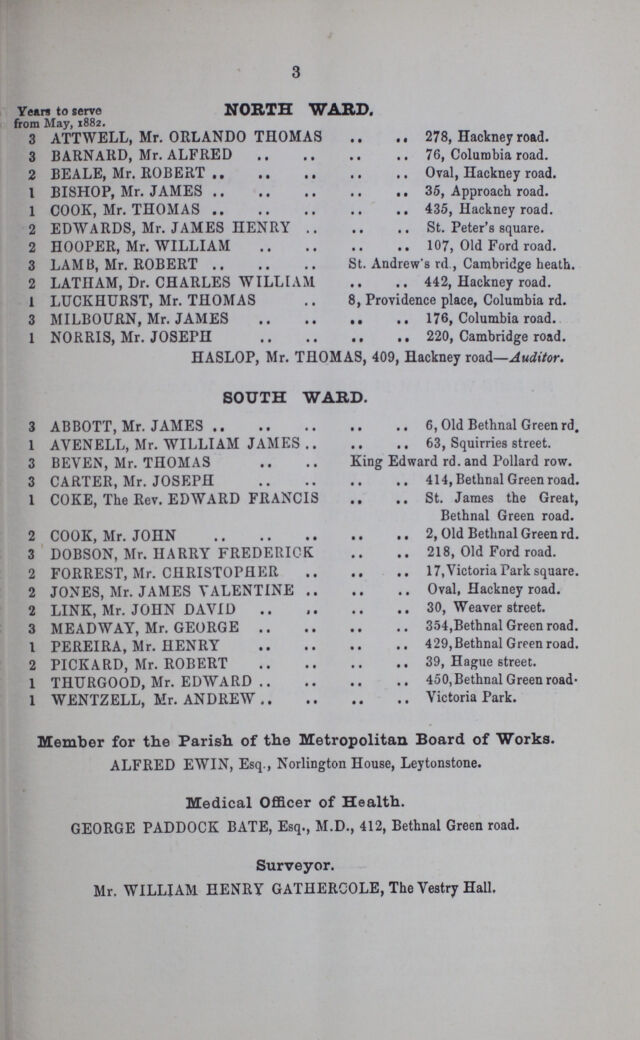 3
Years to serve from May, 1882.
NORTH WARD.
3 ATTWELL, Mr. ORLANDO THOMAS .. .. 278, Hackney road.
3 BARNARD, Mr. ALFRED .. .. .. .. 76, Columbia road.
2 BEALE, Mr. ROBERT .. .. .. .. .. Oval, Hackney road.
1 BISHOP, Mr. JAMES .. .. .. .. .. 35, Approach road.
1 COOK, Mr. THOMAS .. .. .. .. .. 435, Hackney road.
2 EDWARDS, Mr. JAMES HENRY .. .. .. St. Peter's square.
2 HOOPER, Mr. WILLIAM .. .. .. .. 107, Old Ford road.
3 LAMB, Mr. ROBERT .. .. .. St. Andrew's rd., Cambridge heath.
2 LATHAM, Dr. CHARLES WILLIAM .. .. 442, Hackney road.
1 LUCKHURST, Mr. THOMAS .. 8, Providence place, Columbia rd.
3 MILBOURN, Mr. JAMES .. .. .. .. 176, Columbia road.
1 NORRIS, Mr. JOSEPH .. .. .. .. 220, Cambridge road.
HASLOP, Mr. THOMAS, 409, Hackney road—Auditor.
SOUTH WARD.
3 ABBOTT, Mr. JAMES .. .. .. .. .. 6, Old Bethnal Green rd.
1 AVENELL, Mr. WILLIAM JAMES .. .. .. 63, Squirries street.
3 BEVEN, Mr. THOMAS .. .. King Edward rd. and Pollard row.
3 CARTER, Mr. JOSEPH .. .. .. .. 414, Bethnal Green road.
1 COKE, The Rev. EDWARD FRANCIS .. .. St. James the Great,
Bethnal Green road.
2 COOK, Mr. JOHN .. .. .. .. .. 2, Old Bethnal Green rd.
3 DOBSON, Mr. HARRY FREDERICK .. .. 218, Old Ford road.
2 FORREST, Mr. CHRISTOPHER .. .. .. 17, Victoria Park square.
2 JONES, Mr. JAMES VALENTINE .. .. .. Oval, Hackney road.
2 LINK, Mr. JOHN DAVID .. .. .. .. 30, Weaver street.
3 MEADWAY, Mr. GEORGE .. .. .. .. 354, Bethnal Green road.
1 PEREIRA, Mr. HENRY .. .. .. .. 429, Bethnal Green road.
2 PICKARD, Mr. ROBERT .. .. .. .. 39, Hague street.
1 THURGOOD, Mr. EDWARD .. .. .. .. 450, Bethnal Green road.
1 WENTZELL, Mr. ANDREW .. .. .. .. Victoria Park.
Member for the Parish of the Metropolitan Board of Works.
ALFRED EWIN, Esq., Norlington House, Leytonstone.
Medical Officer of Health.
GEORGE PADDOCK BATE, Esq., M.D., 412, Bethnal Green road.
Surveyor.
Mr. WILLIAM HENRY GATHERCOLE, The Vestry Hall.